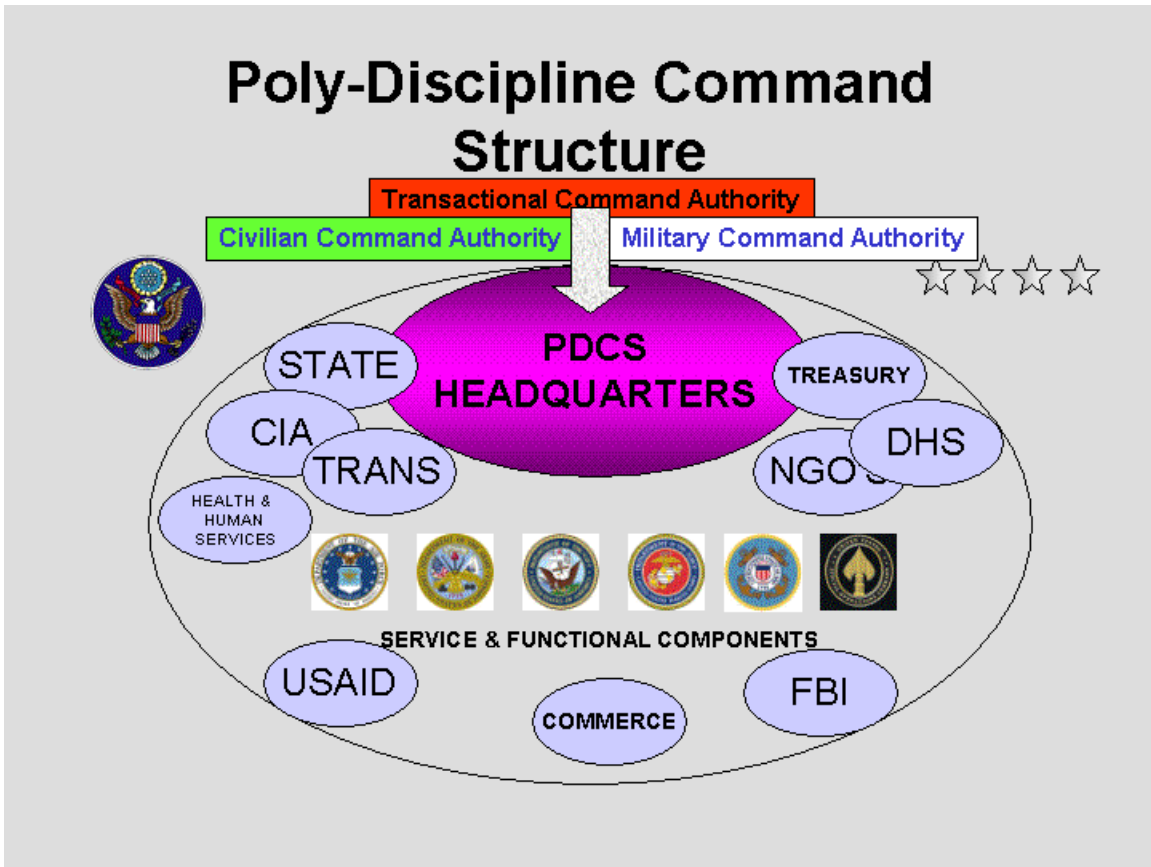 Poly-Discipline Command
Structure
Transactional Command Authority
Civilian Command Authority
Military Command Authority
PDCS
HEADQUARTERS
STATE
TREASURY
CIA
DHS
TRANS
NGO'S
HEALTH &
HUMAN
SERVICES
SERVICE & FUNCTIONAL COMPONENTS
USAID
FBI
COMMERCE